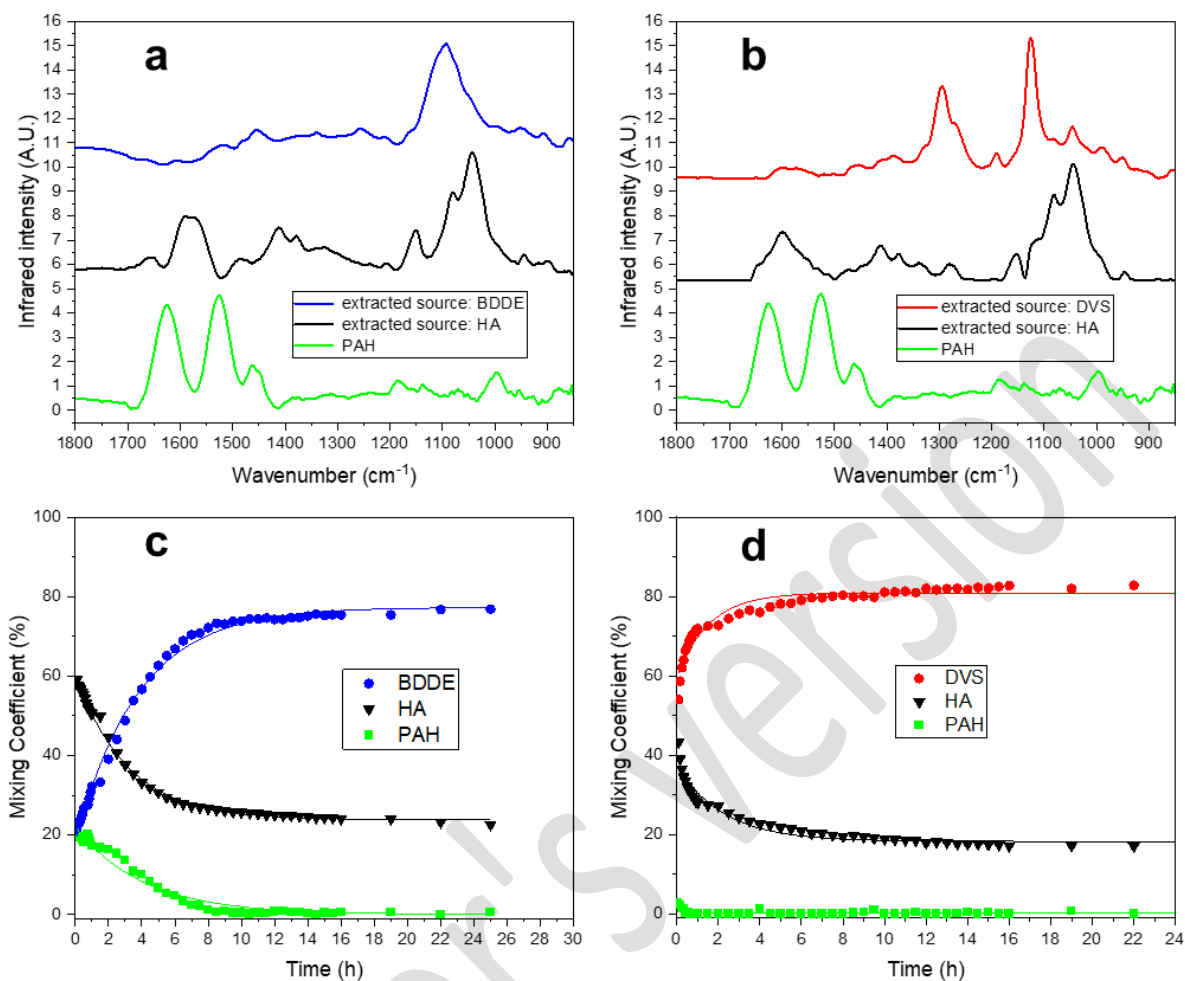 a
16
15
14
13
12
11
10
9
8
7
6
5
4
3
2
1
0
Infrared intensity (A.U.)
extracted source: BDDE
extracted source: HA
PAH
1800 1700 1600 1500 1400 1300 1200 1100 1000 900
Wavenumber (cm⁻¹)
b
16
15
14
13
12
11
10
9
8
7
6
5
4
3
2
1
0
Infrared intensity (A.U.)
extracted source: DVS
extracted source: HA
PAH
1800 1700 1600 1500 1400 1300 1200 1100 1000 900
Wavenumber (cm⁻¹)
c
100
80
60
40
20
0
Mixing Coefficient (%)
BDDE
HA
PAH
0 2 4 6 8 10 12 14 16 18 20 22 24 26 28 30
Time (h)
d
100
80
60
40
20
0
Mixing Coefficient (%)
DVS
HA
PAH
0 2 4 6 8 10 12 14 16 18 20 22 24
Time (h)
r's version